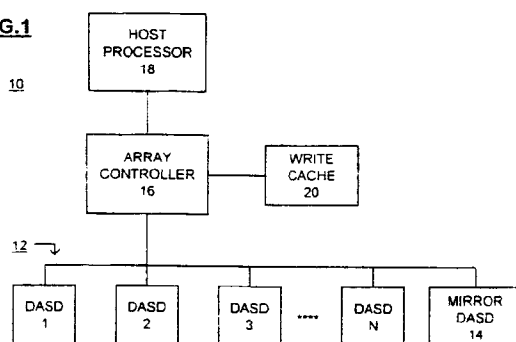 G.1
10
HOST
PROCESSOR
18
ARRAY
CONTROLLER
16
WRITE
CACHE
20
12
DASD
1
DASD
2
DASD
3
****
DASD
N
MIRROR
DASD
14